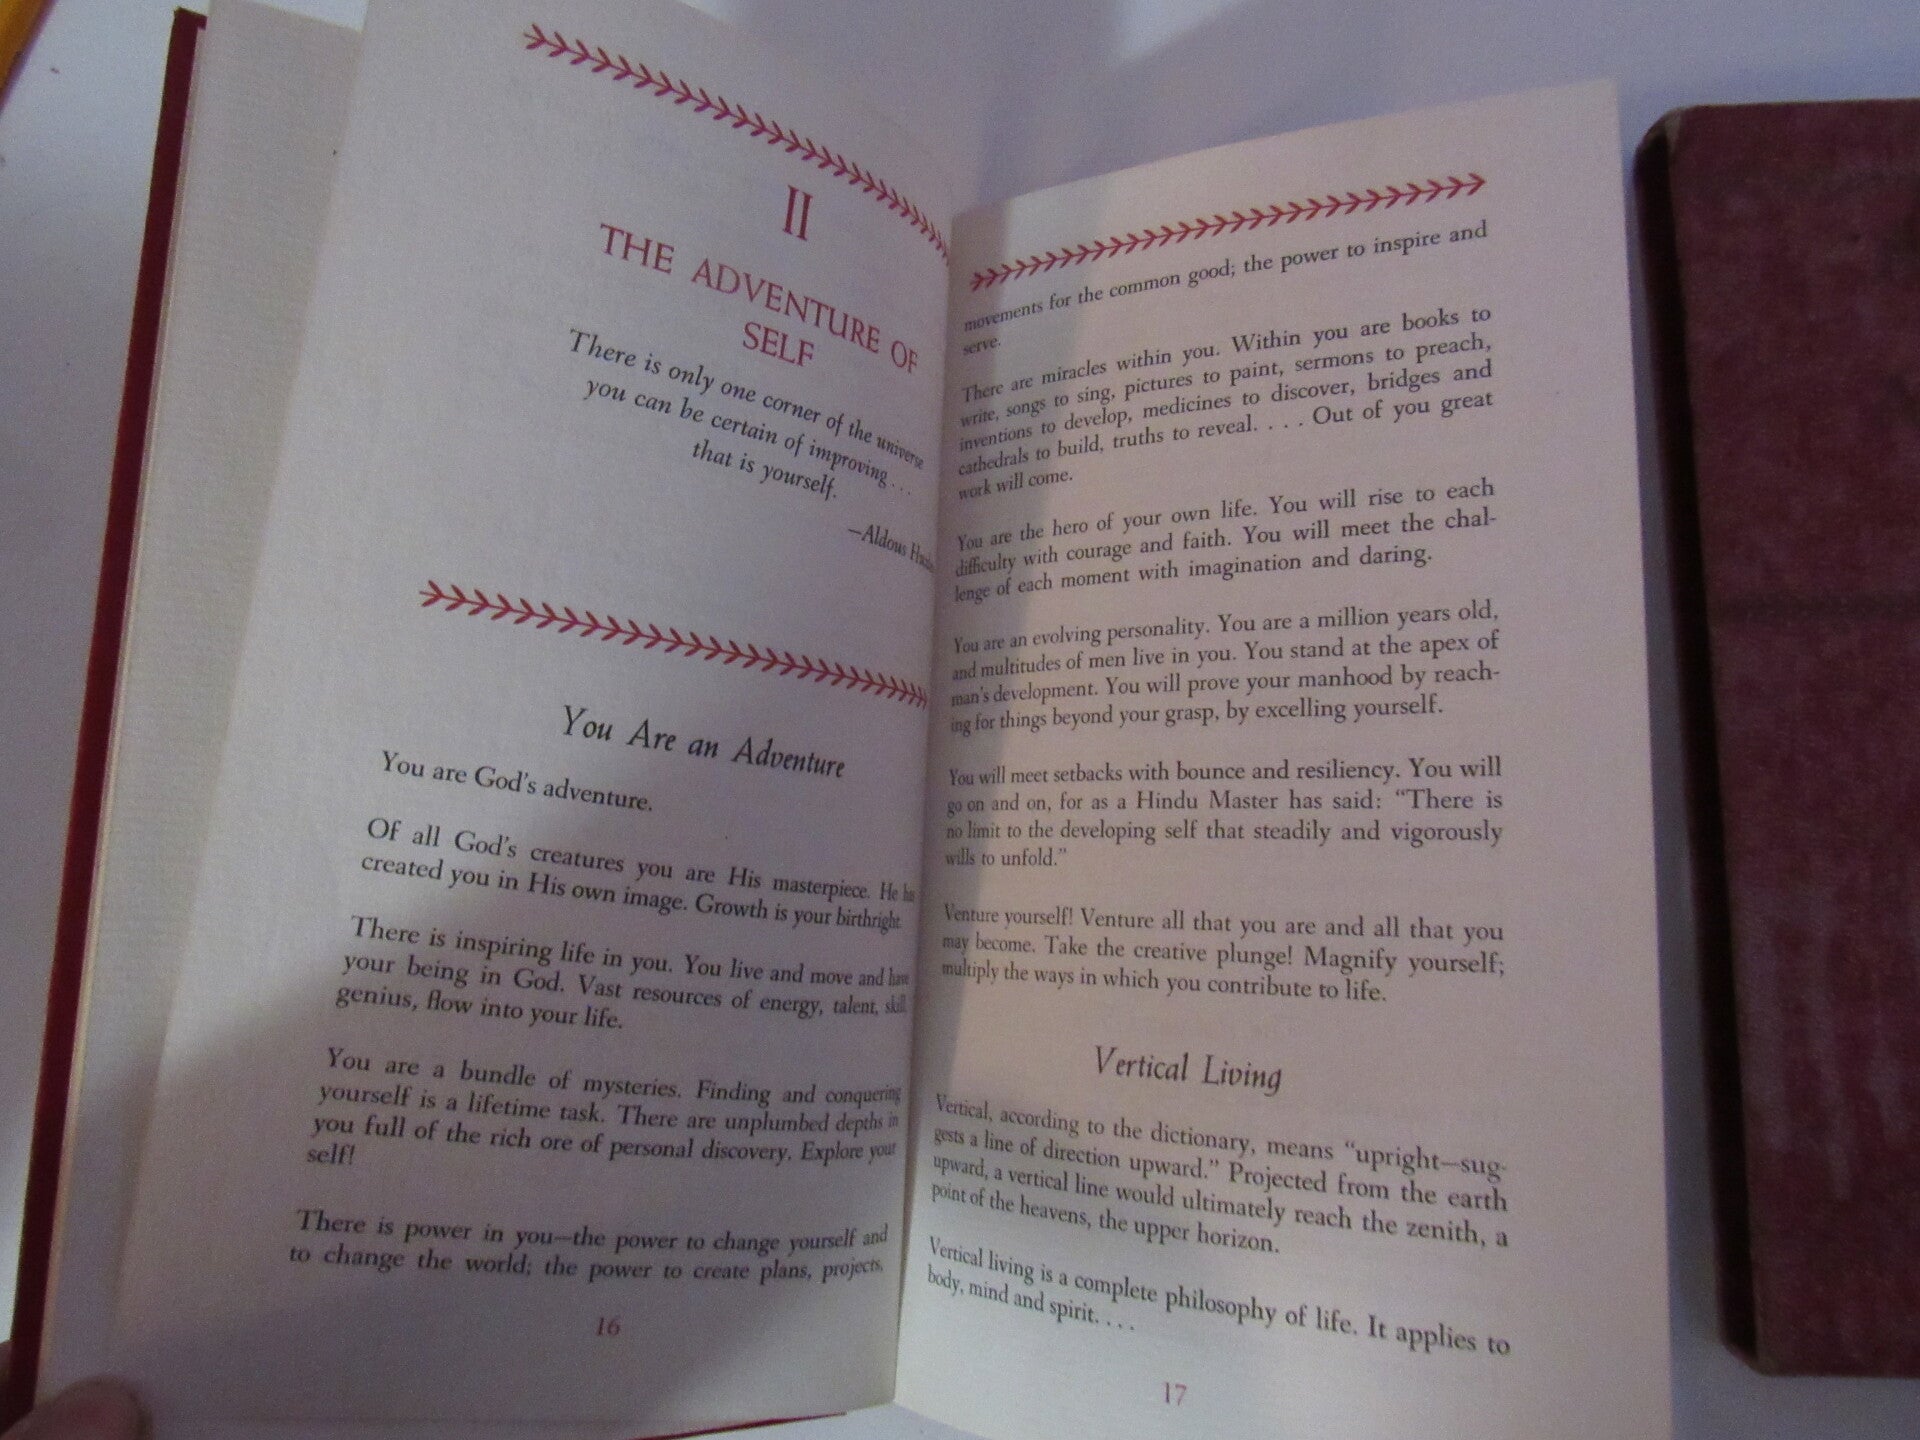 II
THE ADVENTURE OF
SELF
There is only one corner of the universe
you can be certain of improving . . .
that is yourself.
—Aldous
You Are an Adventure
You are God's adventure.
Of all God's creatures you are His masterpiece. He has
created you in His own image. Growth is your birthright.
There is inspiring life in you. You live and move and have
your being in God. Vast resources of energy, talent, skill,
genius, flow into your life.
You are a bundle of mysteries. Finding and conquering
yourself is a lifetime task. There are unplumbed depths in
you full of the rich ore of personal discovery. Explore your
self!
There is power in you—the power to change yourself and
to change the world; the power to create plans, projects,
16
movements for the common good; the power to inspire and
serve.
There are miracles within you. Within you are books to
write, songs to sing, pictures to paint, sermons to preach,
inventions to develop, medicines to discover, bridges and
cathedrals to build, truths to reveal. . . . Out of you great
work will come.
You are the hero of your own life. You will rise to each
difficulty with courage and faith. You will meet the chal-
lenge of each moment with imagination and daring.
You are an evolving personality. You are a million years old,
and multitudes of men live in you. You stand at the apex of
man's development. You will prove your manhood by reach-
ing for things beyond your grasp, by excelling yourself.
You will meet setbacks with bounce and resiliency. You will
go on and on, for as a Hindu Master has said: "There is
no limit to the developing self that steadily and vigorously
wills to unfold."
Venture yourself! Venture all that you are and all that you
may become. Take the creative plunge! Magnify yourself;
multiply the ways in which you contribute to life.
Vertical Living
Vertical, according to the dictionary, means "upright—sug-
gests a line of direction upward." Projected from the earth
upward, a vertical line would ultimately reach the zenith, a
point of the heavens, the upper horizon.
Vertical living is a complete philosophy of life. It applies to
body, mind and spirit. . . .
17